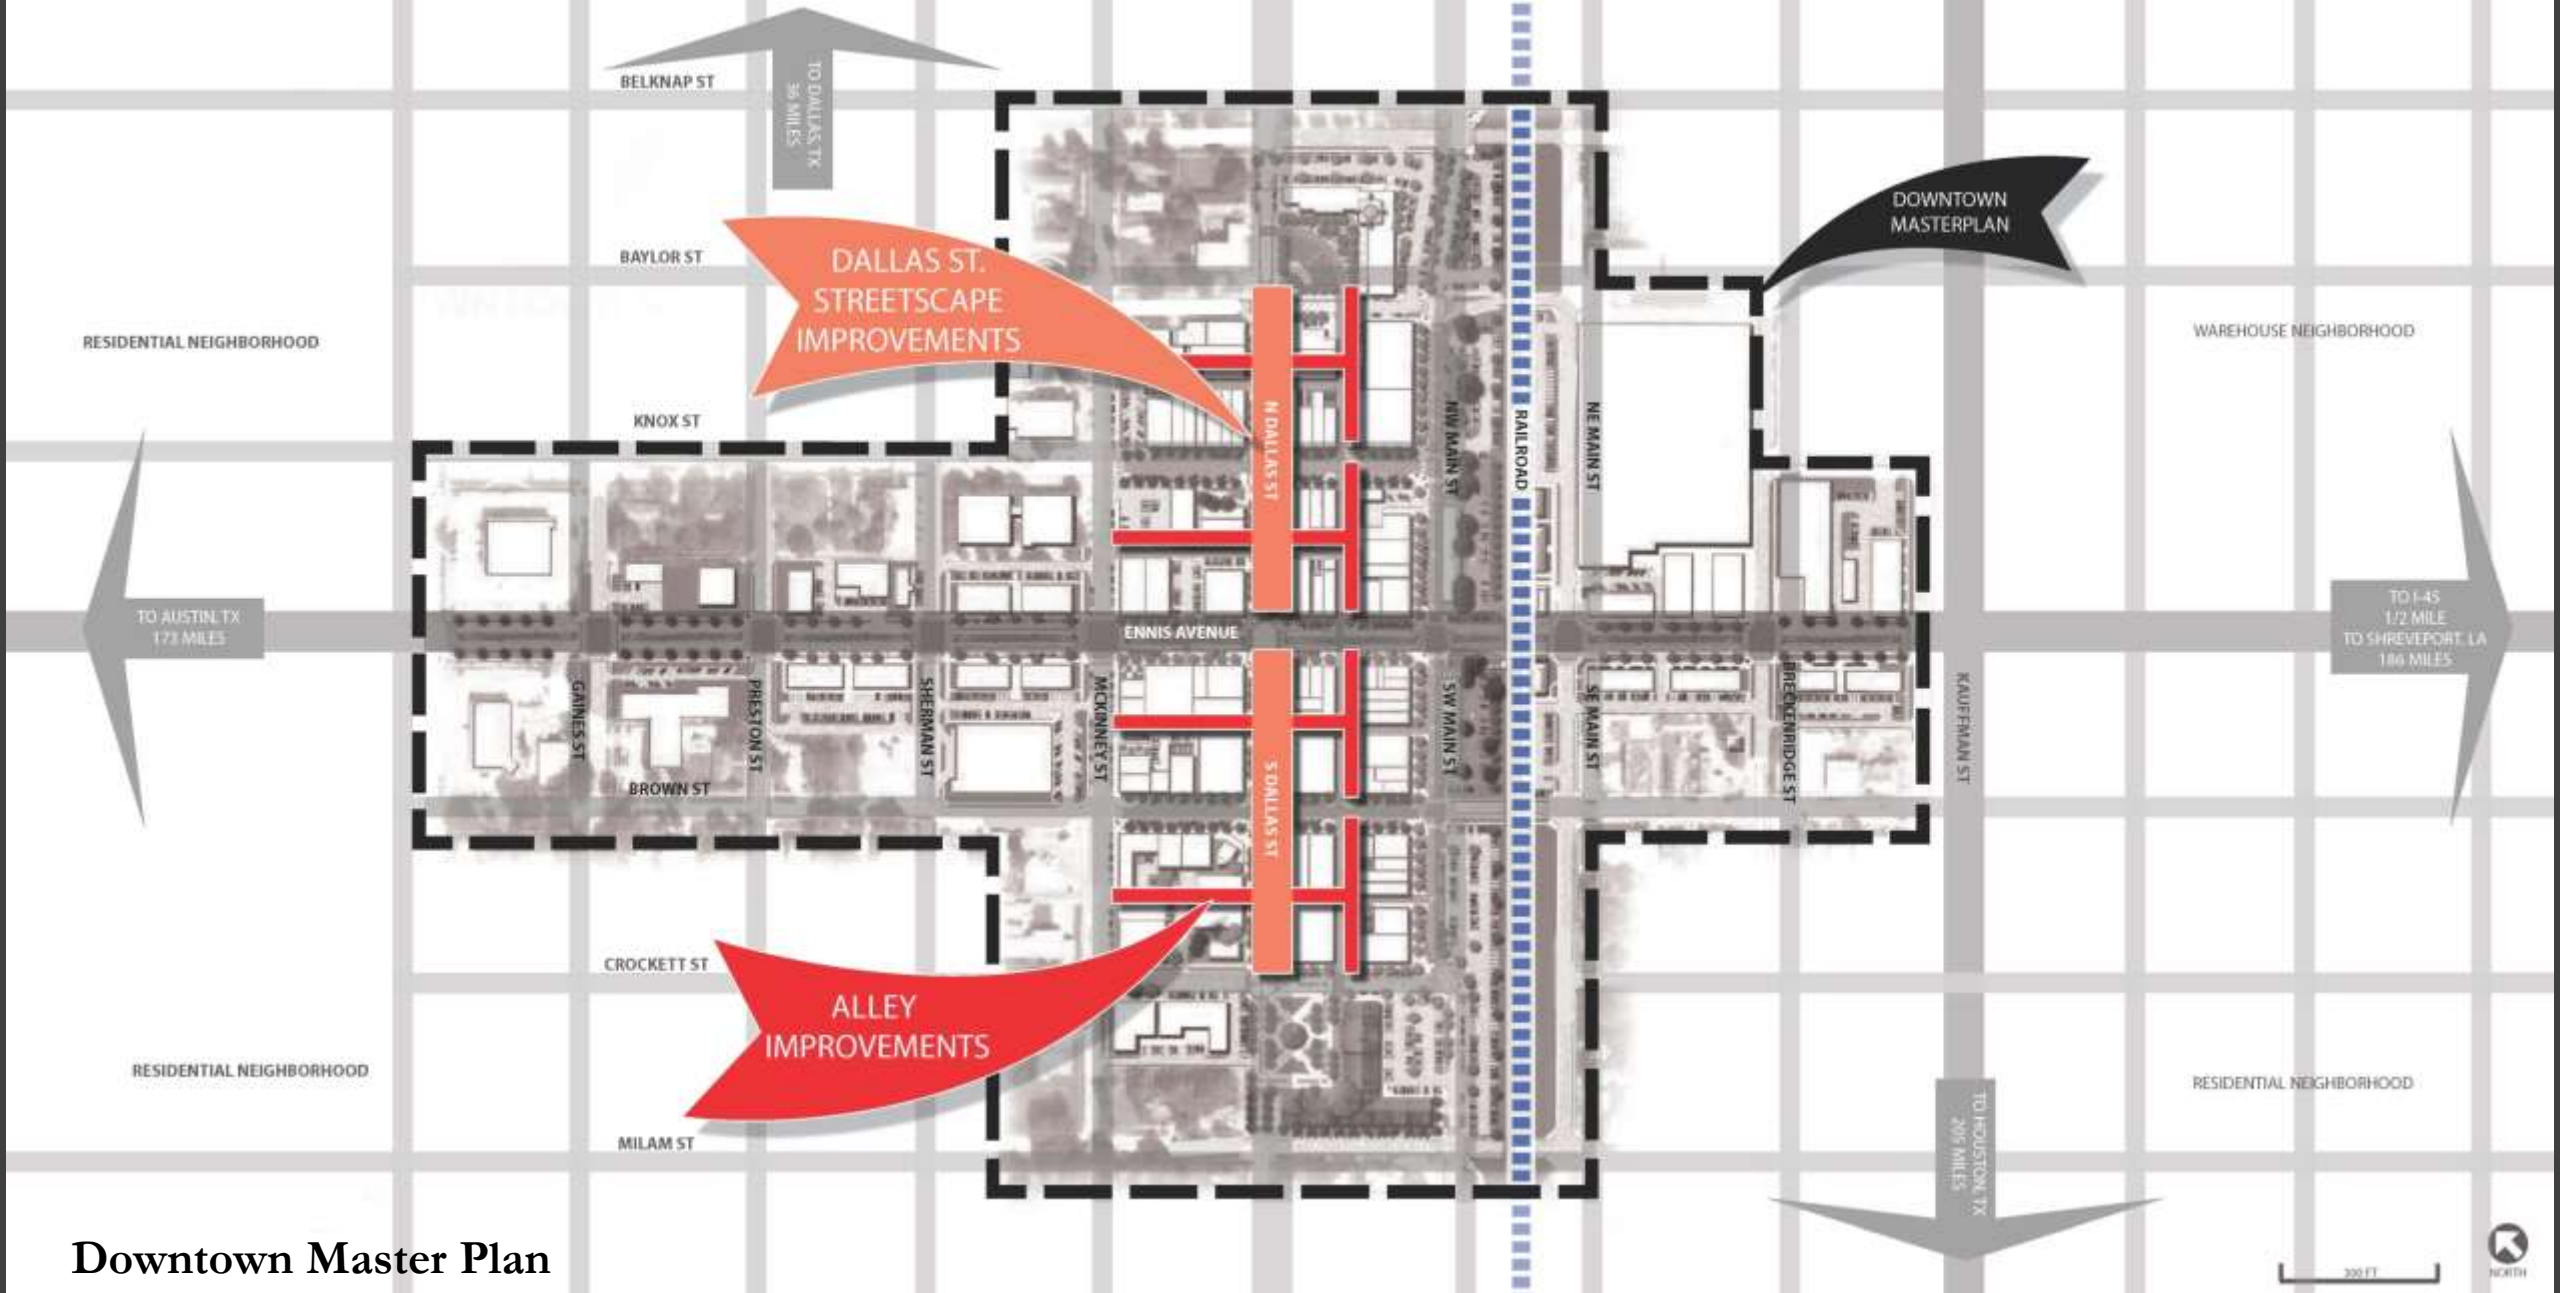 BELKNAP ST
TO DALLAS, TX
36 MILES
DOWNTOWN
MASTERPLAN
BAYLOR ST
DALLAS ST.
STREETSCAPE
IMPROVEMENTS
RESIDENTIAL NEIGHBORHOOD
WAREHOUSE NEIGHBORHOOD
KNOX ST
N DALLAS ST
NW MAIN ST
RAILROAD
NE MAIN ST
TO AUSTIN, TX
173 MILES
ENNIS AVENUE
TO I-45
1/2 MILE
TO SHREVEPORT, LA
186 MILES
GAINES ST
PRESTON ST
SHERMAN ST
MCKINNEY ST
S DALLAS ST
SW MAIN ST
SE MAIN ST
BRECKENRIDGE ST
KAUFFMAN ST
BROWN ST
CROCKETT ST
ALLEY
IMPROVEMENTS
RESIDENTIAL NEIGHBORHOOD
RESIDENTIAL NEIGHBORHOOD
MILAM ST
TO HOUSTON, TX
205 MILES
Downtown Master Plan
300 FT
NORTH